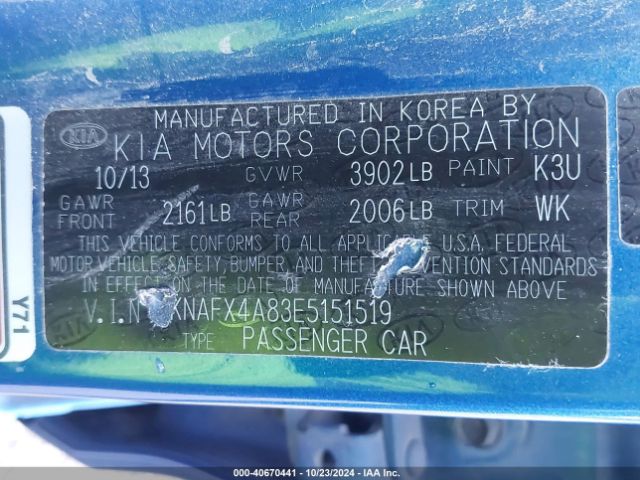 MANUFACTURED IN KOREA BY
KIA KIA MOTORS CORPORATION
10/13 GVWR 3902LB PAINT K3U
GAWR FRONT 2161LB GAWR REAR 2006LB TRIM WK
THIS VEHICLE CONFORMS TO ALL U.S.A. FEDERAL
MOTOR VEHICLE SAFETY, BUMPER, AND STANDARDS
IN EFFECT ON THE DATE OF MANUFACTURE SHOWN ABOVE
V.I.N KNAFX4A83E5151519
TYPE PASSENGER CAR
Y71
000-40670441 - 10/23/2024 - IAA Inc.